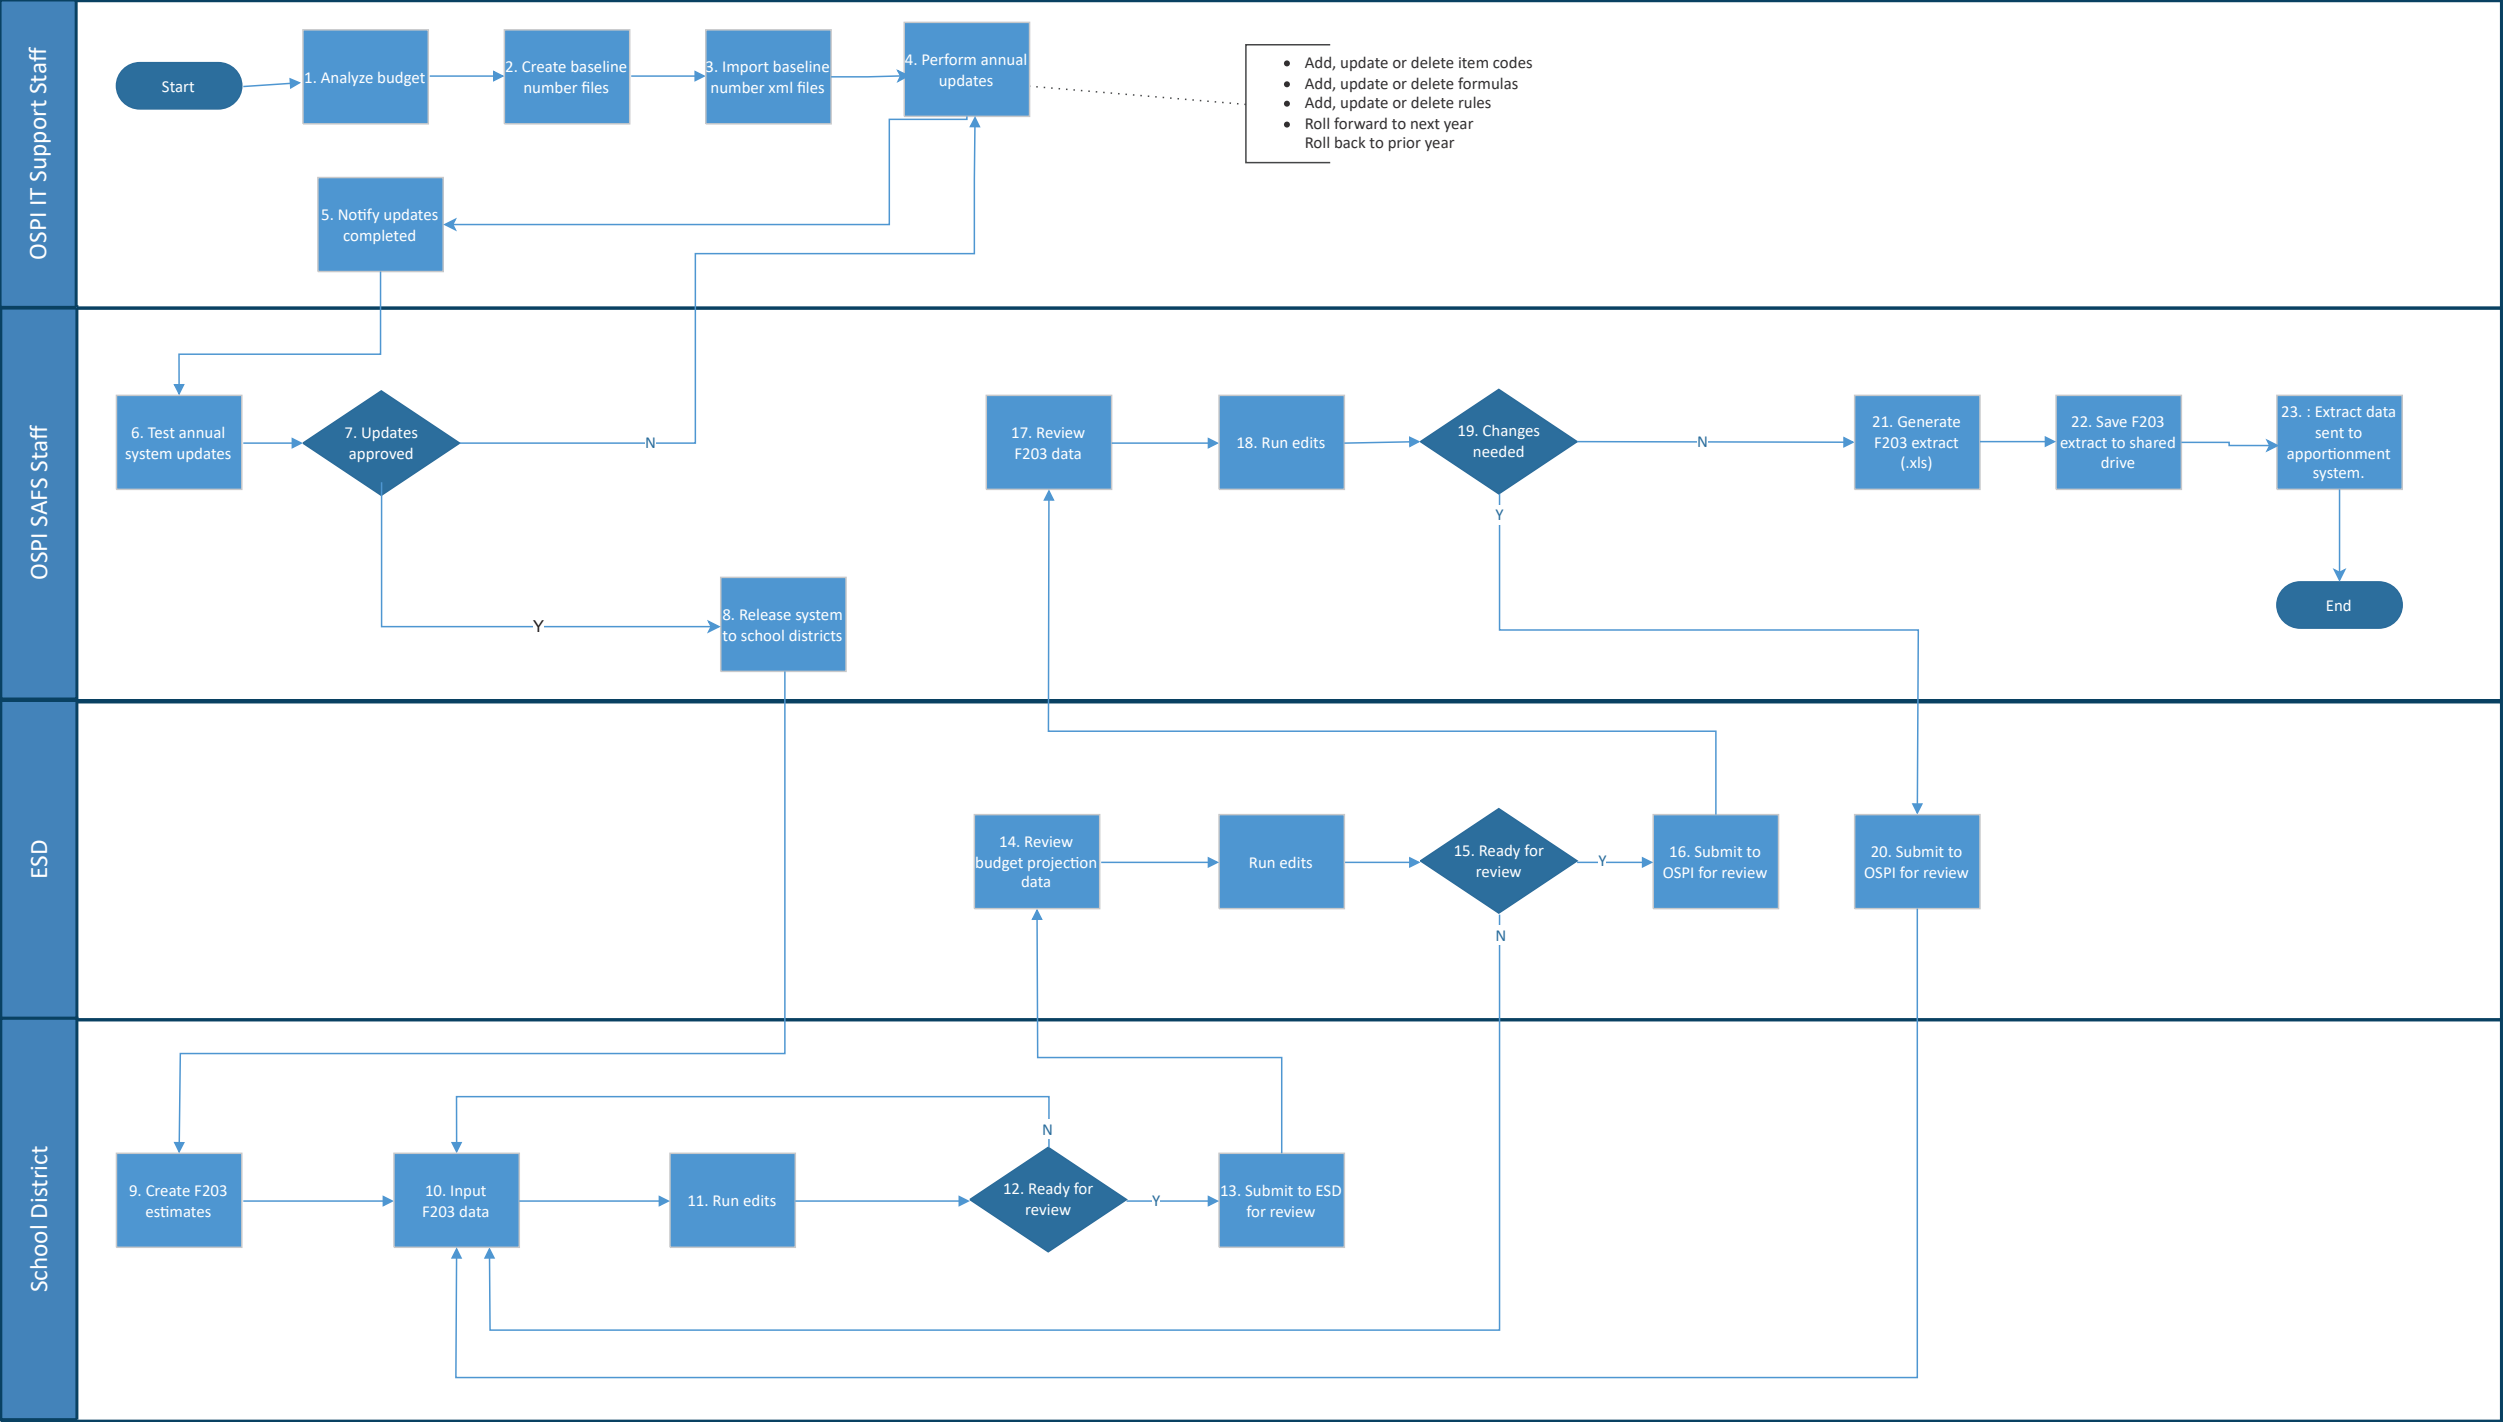 OSPI IT Support Staff
Start
1. Analyze budget
2. Create baseline
number files
3. Import baseline
number xml files
4. Perform annual
updates
• Add, update or delete item codes
• Add, update or delete formulas
• Add, update or delete rules
• Roll forward to next year
Roll back to prior year
5. Notify updates
completed
OSPI SAFS Staff
6. Test annual
system updates
7. Updates
approved
N
Y
8. Release system
to school districts
17. Review
F203 data
18. Run edits
19. Changes
needed
N
Y
21. Generate
F203 extract
(.xls)
22. Save F203
extract to shared
drive
23. : Extract data
sent to
apportionment
system.
End
ESD
14. Review
budget projection
data
Run edits
15. Ready for
review
Y
N
16. Submit to
OSPI for review
20. Submit to
OSPI for review
School District
9. Create F203
estimates
10. Input
F203 data
11. Run edits
N
12. Ready for
review
Y
13. Submit to ESD
for review